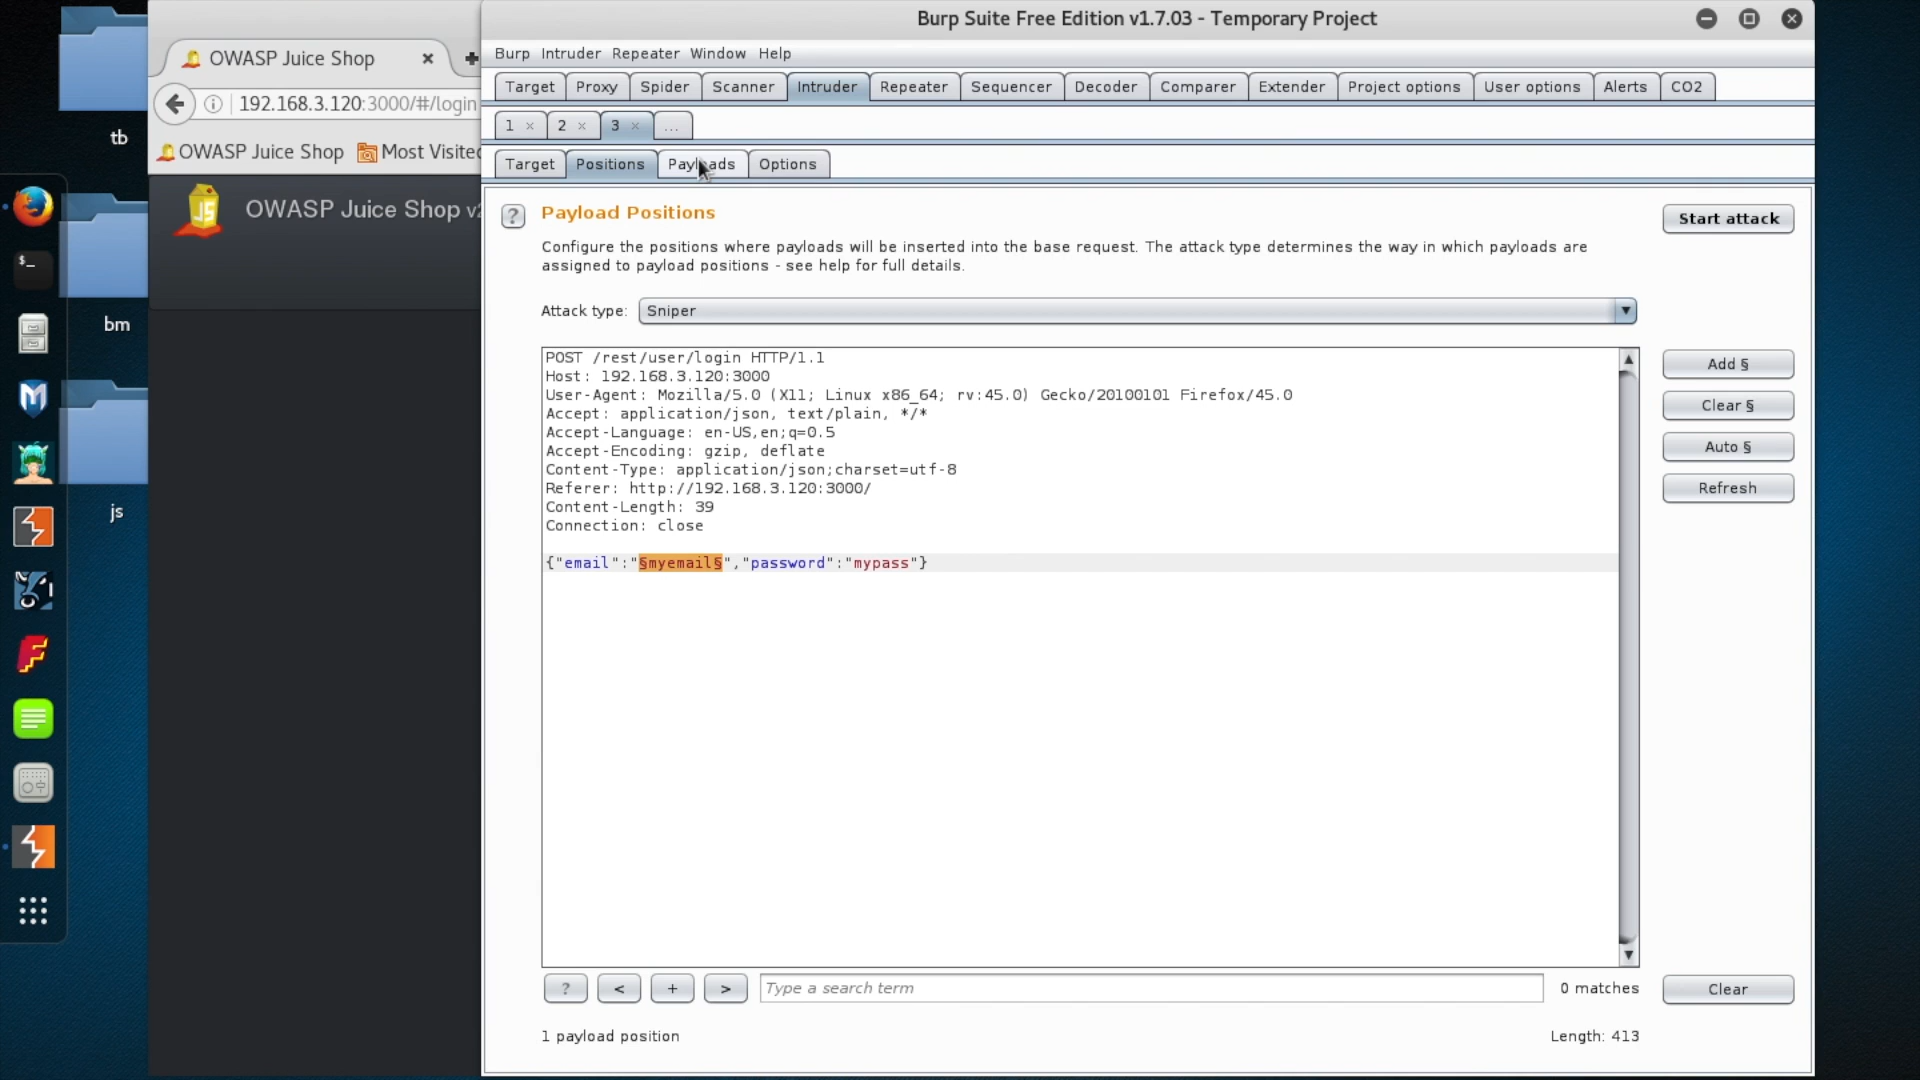 Burp Suite Free Edition v1.7.03 - Temporary Project
OWASP Juice Shop
Burp Intruder Repeater Window Help
Target Proxy Spider Scanner Intruder Repeater Sequencer Decoder Comparer Extender Project options User options Alerts CO2
192.168.3.120:3000/#/login
1 2 3 ...
OWASP Juice Shop Most Visited
Target Positions Payloads Options
tb
OWASP Juice Shop
JS
? Payload Positions
Start attack
Configure the positions where payloads will be inserted into the base request. The attack type determines the way in which payloads are
assigned to payload positions - see help for full details.
$_
Attack type: Sniper
bm
POST /rest/user/login HTTP/1.1
Host: 192.168.3.120:3000
User-Agent: Mozilla/5.0 (X11; Linux x86_64; rv:45.0) Gecko/20100101 Firefox/45.0
Accept: application/json, text/plain, */*
Accept-Language: en-US,en;q=0.5
Accept-Encoding: gzip, deflate
Content-Type: application/json;charset=utf-8
Referer: http://192.168.3.120:3000/
Content-Length: 39
Connection: close
{"email":"§myemail§","password":"mypass"}
Add §
Clear §
Auto §
Refresh
js
? < + > Type a search term 0 matches Clear
1 payload position
Length: 413